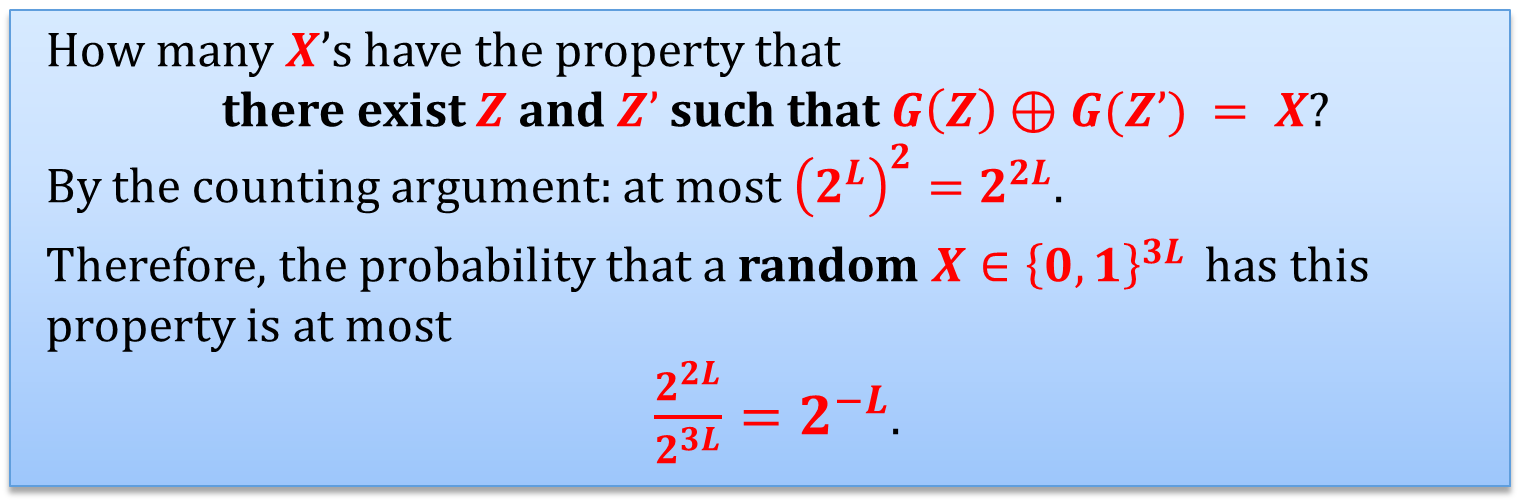 How many X's have the property that
there exist Z and Z' such that G(Z) ⊕ G(Z') = X?
By the counting argument: at most (2^L)^2 = 2^{2L}.
Therefore, the probability that a random X ∈ {0, 1}^{3L} has this
property is at most
2^{2L}/2^{3L} = 2^{-L}.